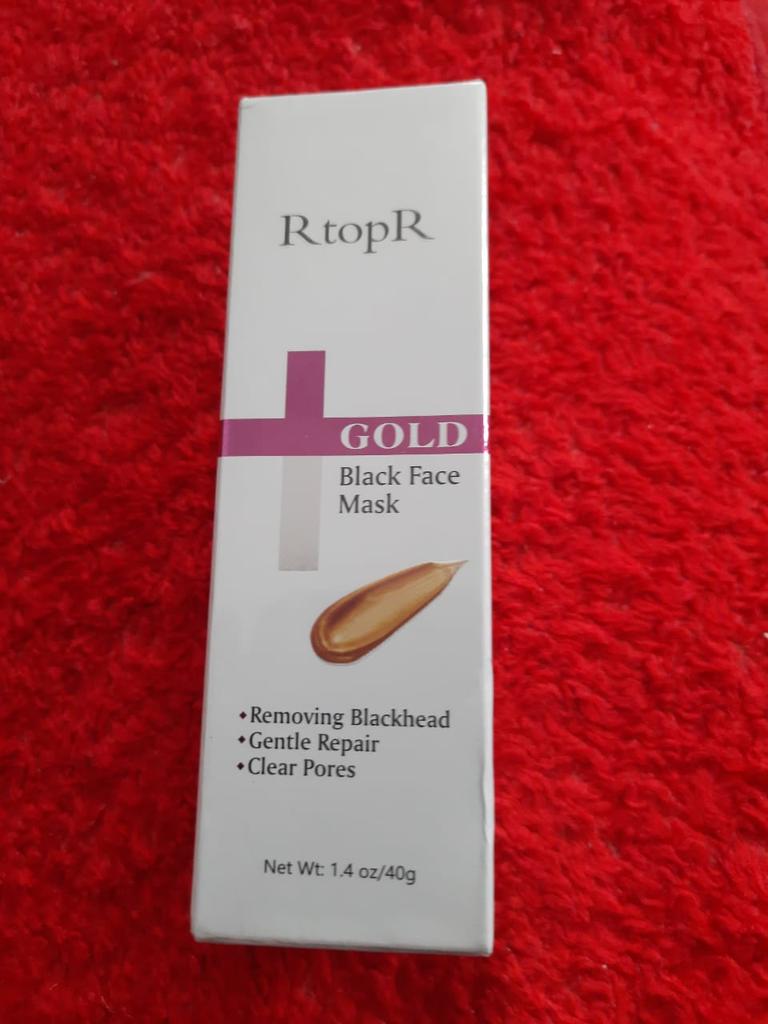 RtopR
GOLD
Black Face
Mask
• Removing Blackhead
• Gentle Repair
• Clear Pores
Net Wt: 1.4 oz/40g